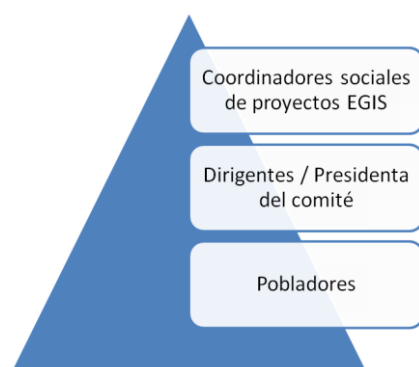 Coordinadores sociales
de proyectos EGIS
Dirigentes / Presidenta
del comité
Pobladores